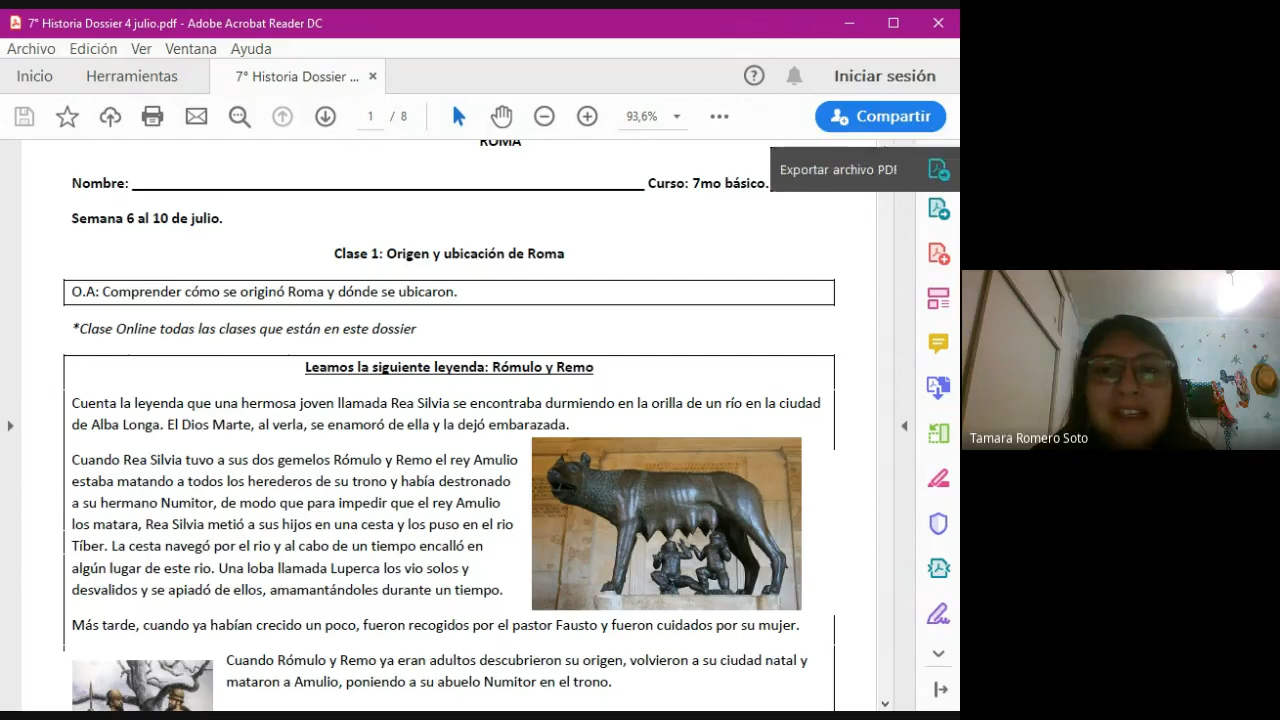 7° Historia Dossier 4 julio.pdf - Adobe Acrobat Reader DC
Archivo Edición Ver Ventana Ayuda
Inicio Herramientas 7° Historia Dossier ... × Iniciar sesión
1 / 8 93,6% Compartir
ROMA
Exportar archivo PDF
Nombre: Curso: 7mo básico.
Semana 6 al 10 de julio.
Clase 1: Origen y ubicación de Roma
O.A: Comprender cómo se originó Roma y dónde se ubicaron.
*Clase Online todas las clases que están en este dossier
Leamos la siguiente leyenda: Rómulo y Remo
Cuenta la leyenda que una hermosa joven llamada Rea Silvia se encontraba durmiendo en la orilla de un río en la ciudad
de Alba Longa. El Dios Marte, al verla, se enamoró de ella y la dejó embarazada.
Cuando Rea Silvia tuvo a sus dos gemelos Rómulo y Remo el rey Amulio
estaba matando a todos los herederos de su trono y había destronado
a su hermano Numitor, de modo que para impedir que el rey Amulio
los matara, Rea Silvia metió a sus hijos en una cesta y los puso en el rio
Tíber. La cesta navegó por el rio y al cabo de un tiempo encalló en
algún lugar de este rio. Una loba llamada Luperca los vio solos y
desvalidos y se apiadó de ellos, amamantándoles durante un tiempo.
Más tarde, cuando ya habían crecido un poco, fueron recogidos por el pastor Fausto y fueron cuidados por su mujer.
Cuando Rómulo y Remo ya eran adultos descubrieron su origen, volvieron a su ciudad natal y
mataron a Amulio, poniendo a su abuelo Numitor en el trono.
Tamara Romero Soto